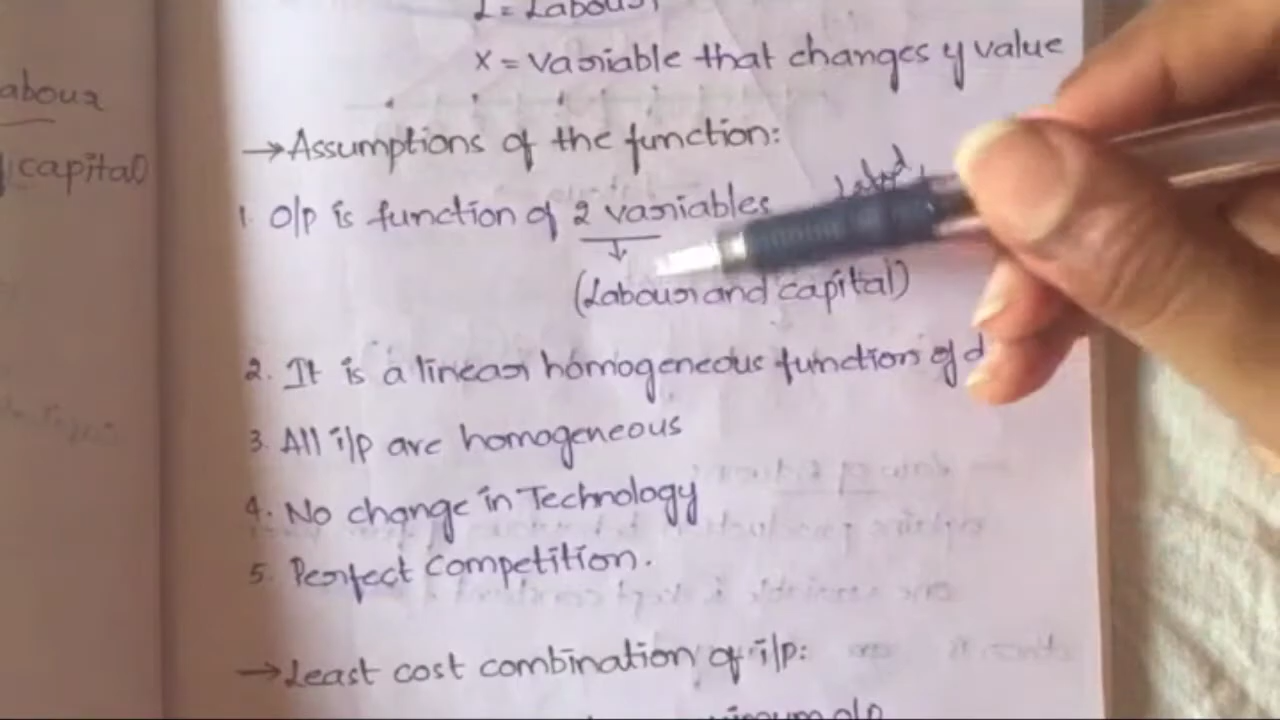 L = Labour
x = variable that changes y value
abour
capital
→Assumptions of the function:
1. O/p is function of 2 variables
(Labour and capital)
2. It is a linear homogeneous function of d
3. All i/p are homogeneous
4. No change in Technology
5. Perfect Competition.
→Least cost combination of i/p:
o/p